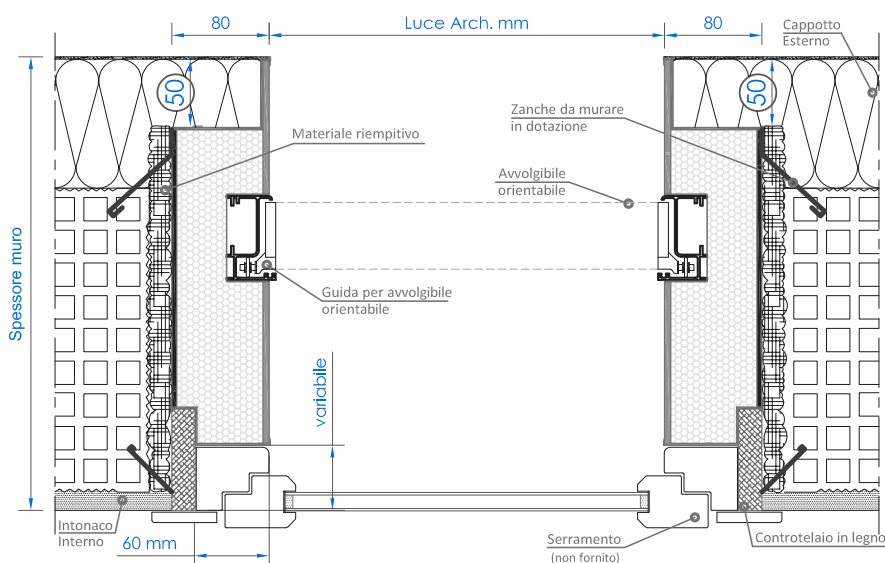 80
Luce Arch. mm
80
Cappotto
Esterno
50
50
Zanche da murare
in dotazione
Materiale riempitivo
Avvolgibile
orientabile
Spessore muro
Guida per avvolgibile
orientabile
variabile
Intonaco
Interno
60 mm
Serramento
(non fornito)
Controtelaio in legno